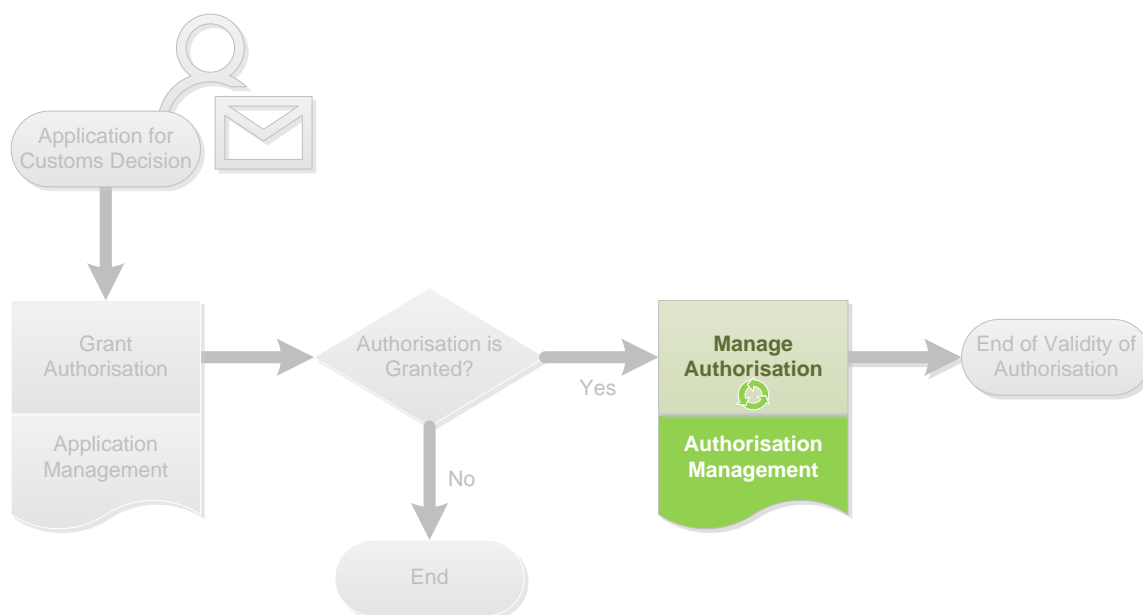 Application for
Customs Decision
Grant
Authorisation
Application
Management
Authorisation is
Granted?
Yes
No
End
Manage
Authorisation
Authorisation
Management
End of Validity of
Authorisation